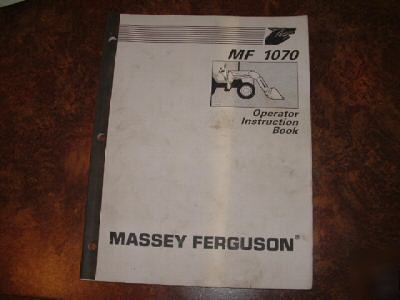 MF 1070
Operator
Instruction
Book
MASSEY FERGUSON®